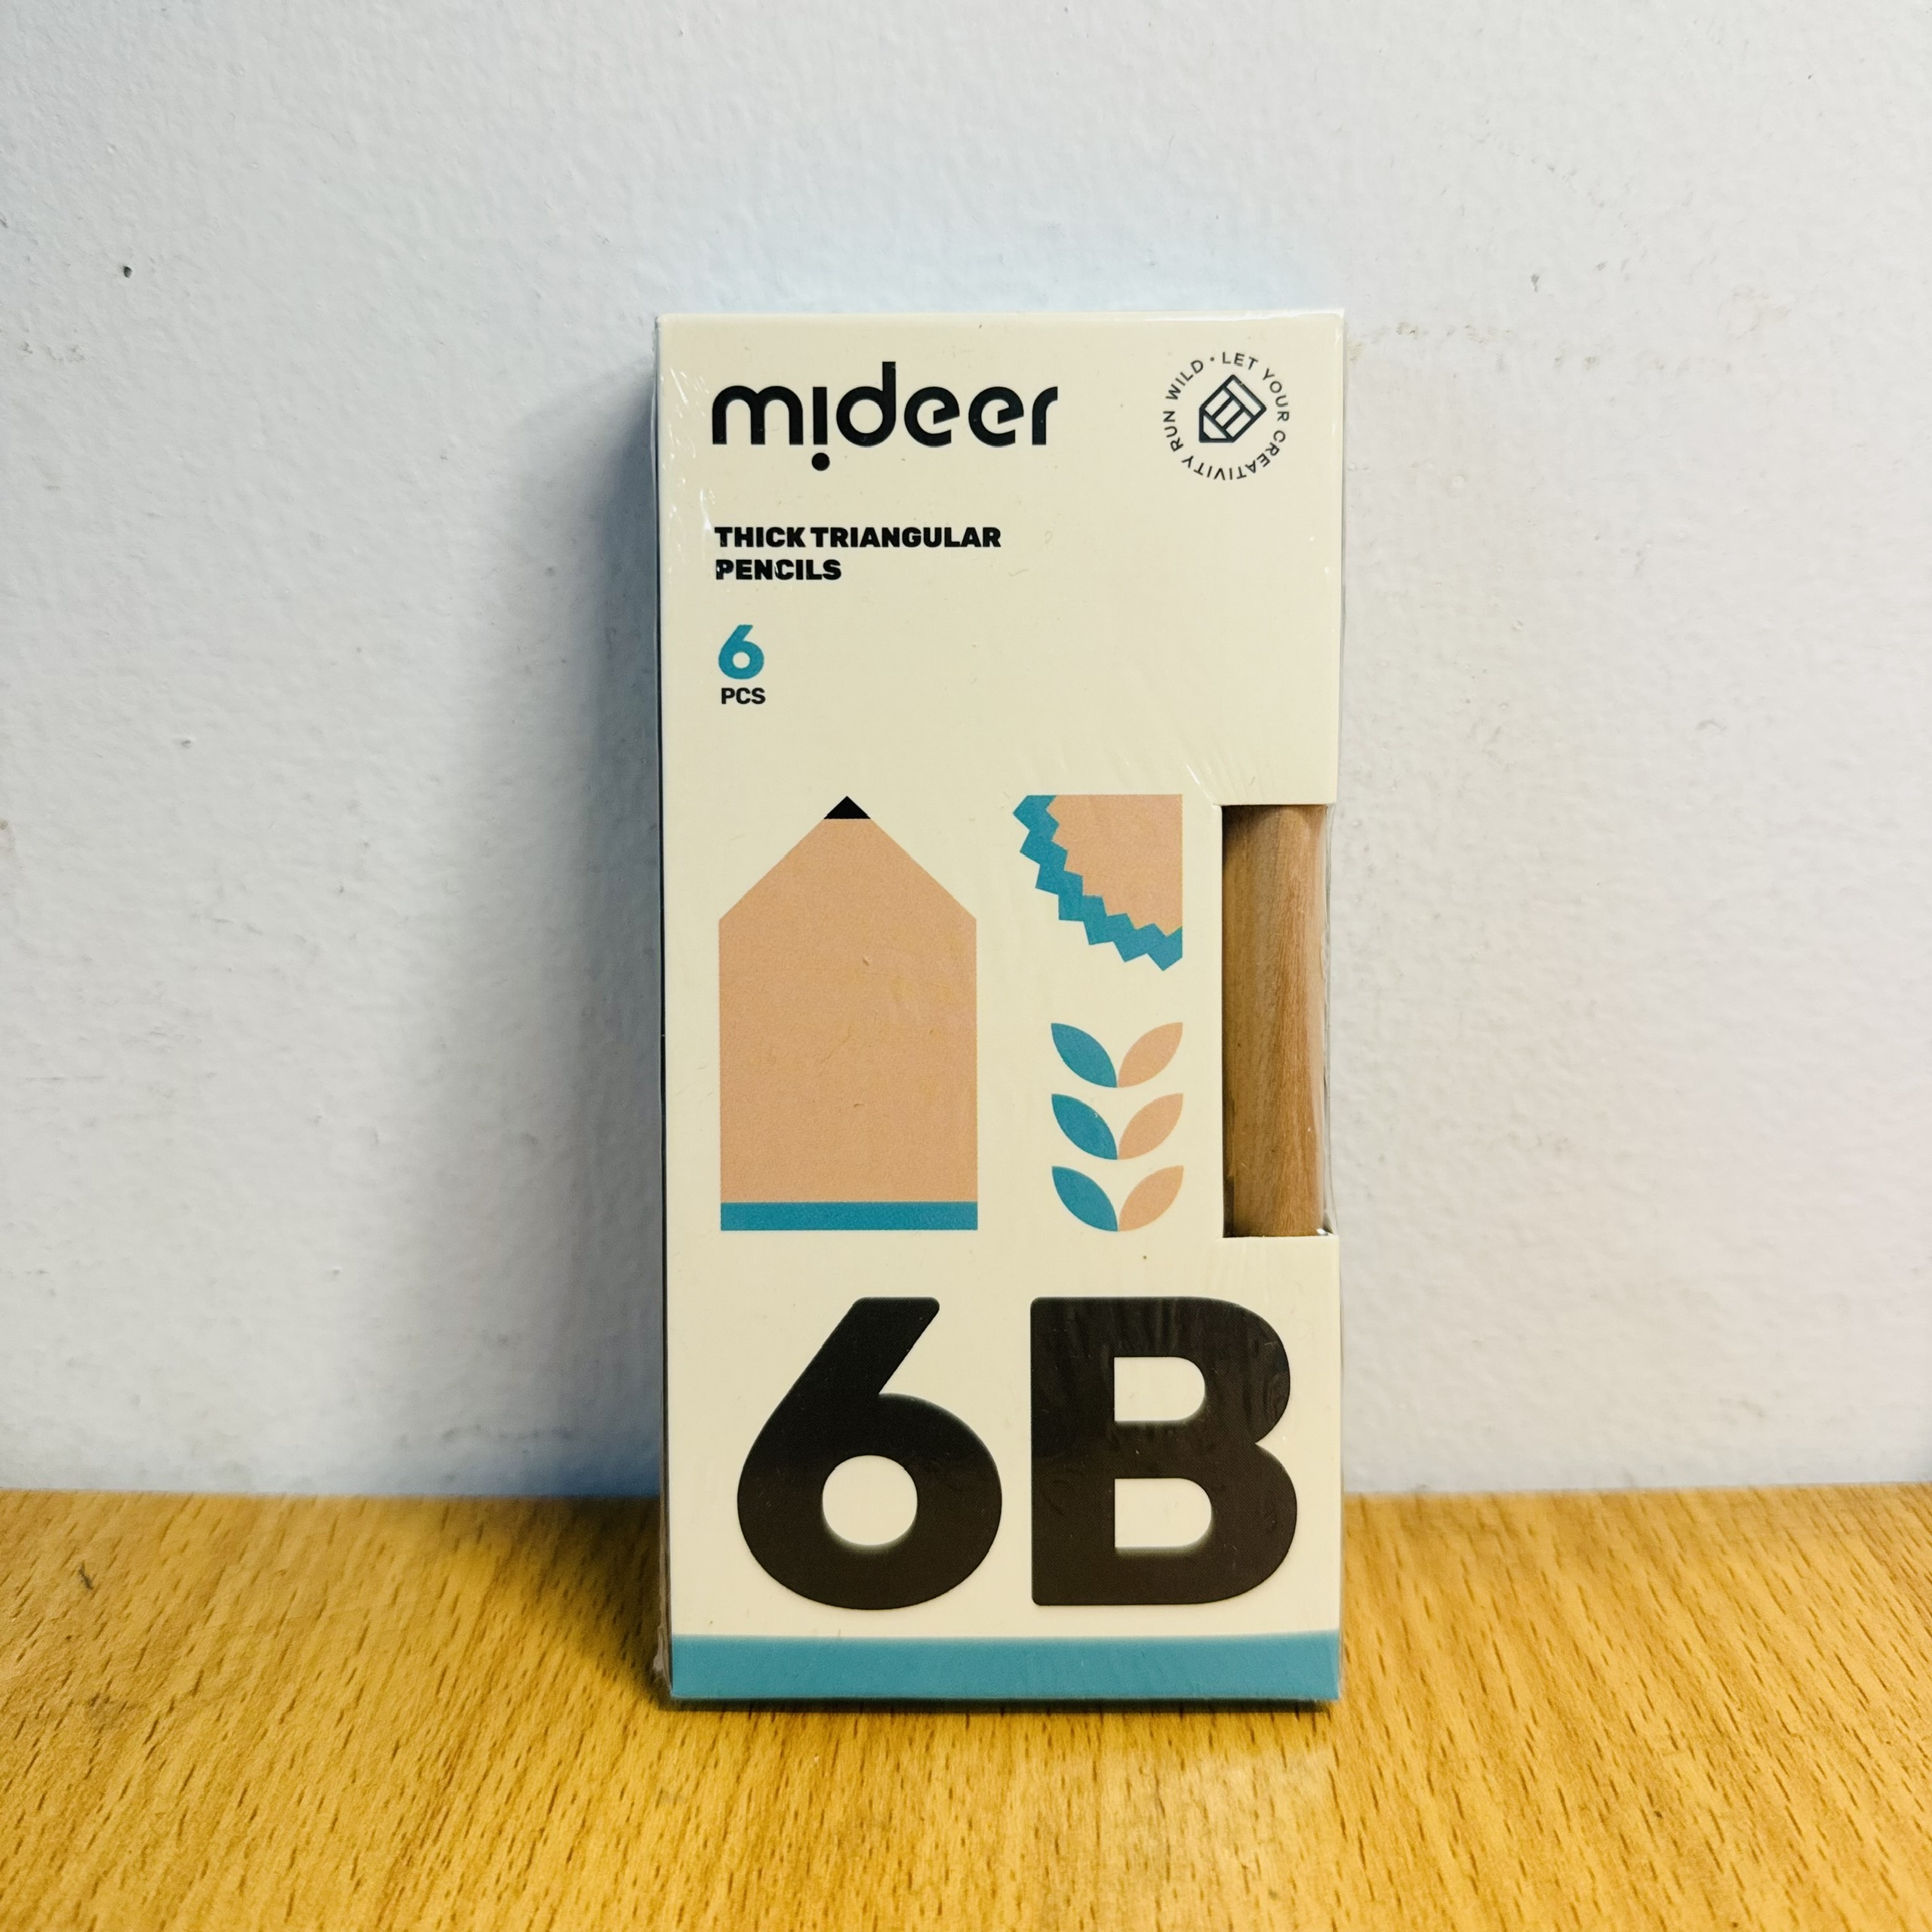 mideer
LET YOUR CREATIVITY RUN WILD •
THICK TRIANGULAR
PENCILS
6
PCS
6B